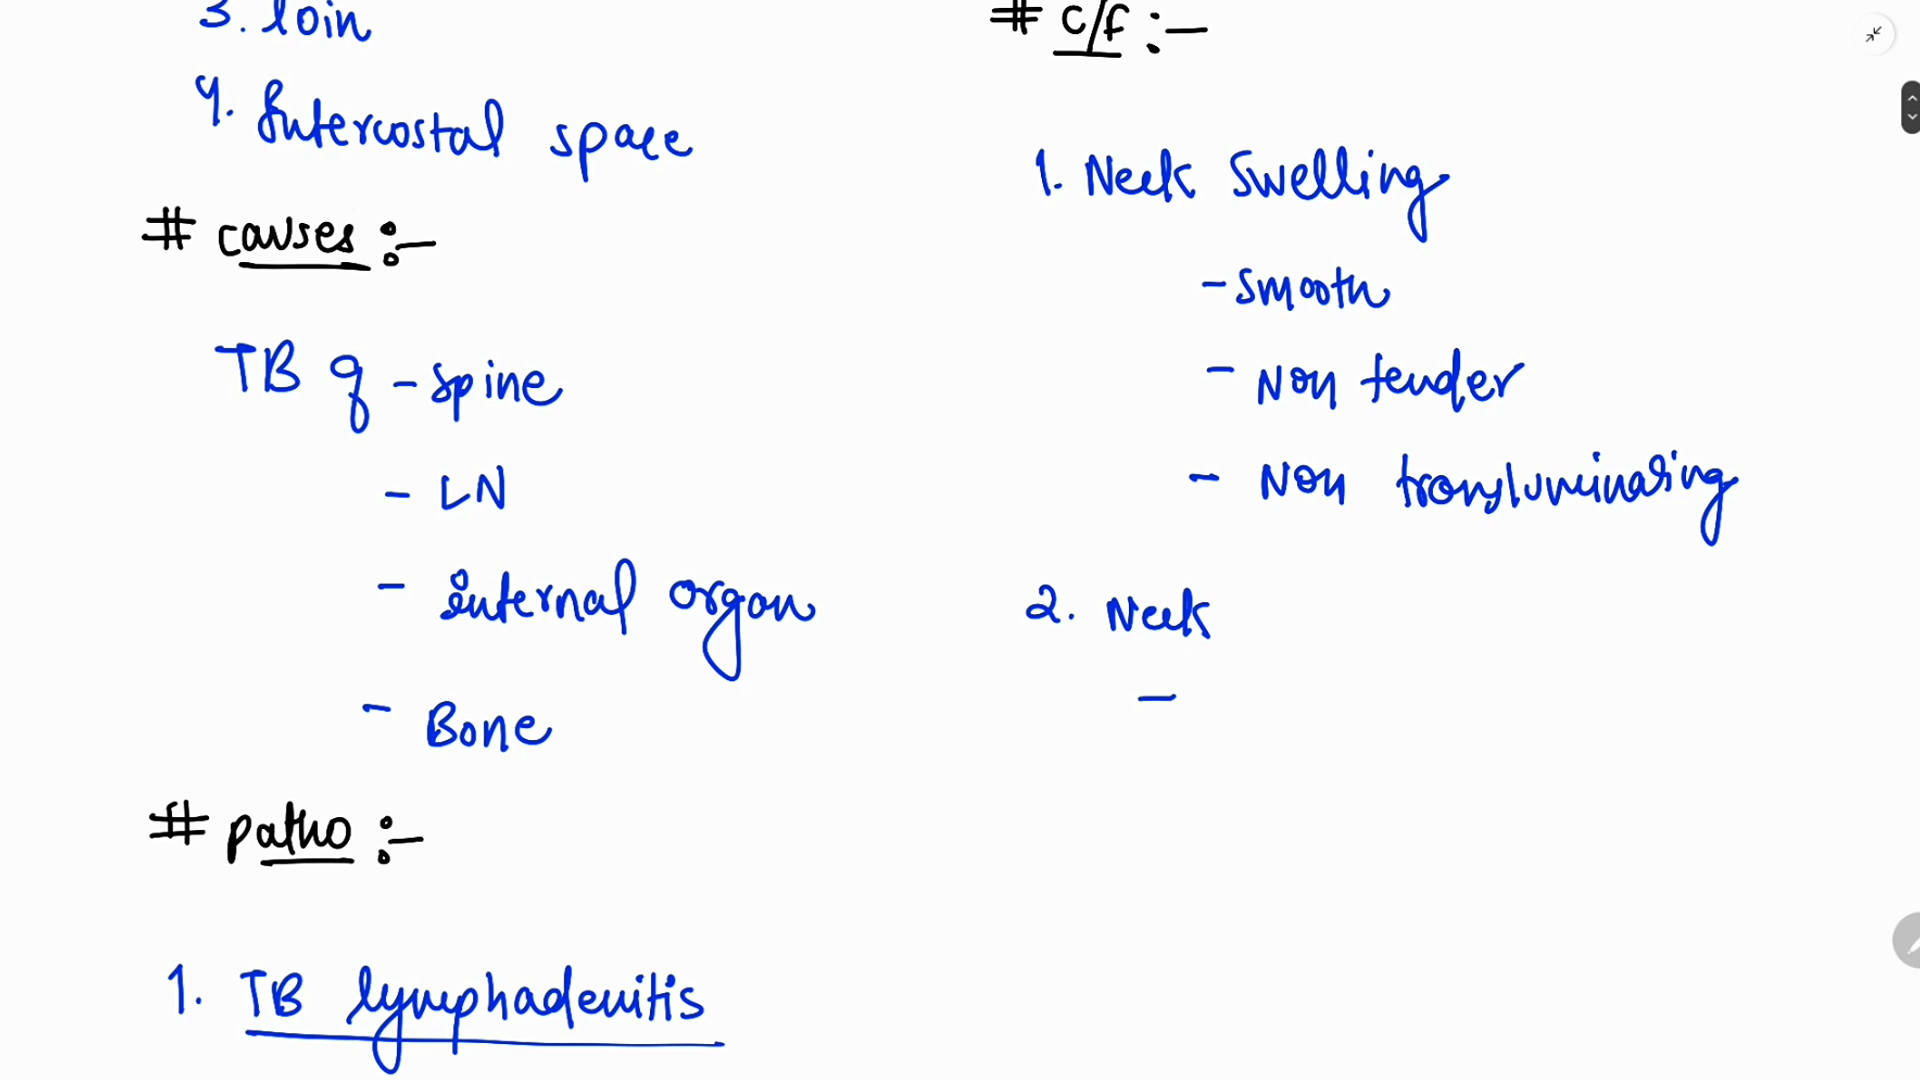 3. loin
4. Intercostal space
# causes :-
TB of - spine
- LN
- internal organ
- Bone
# patho :-
1. TB lymphadenitis
# c/f :-
1. Neck Swelling
- Smooth
- Non tender
- Non transluminating
2. Neck
-